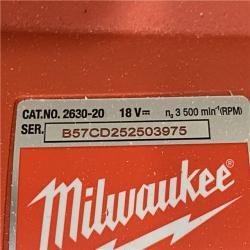 CAT.NO. 2630-20 18 V⎓ n₀ 3 500 min⁻¹(RPM)
SER. B57CD252503975
Milwaukee